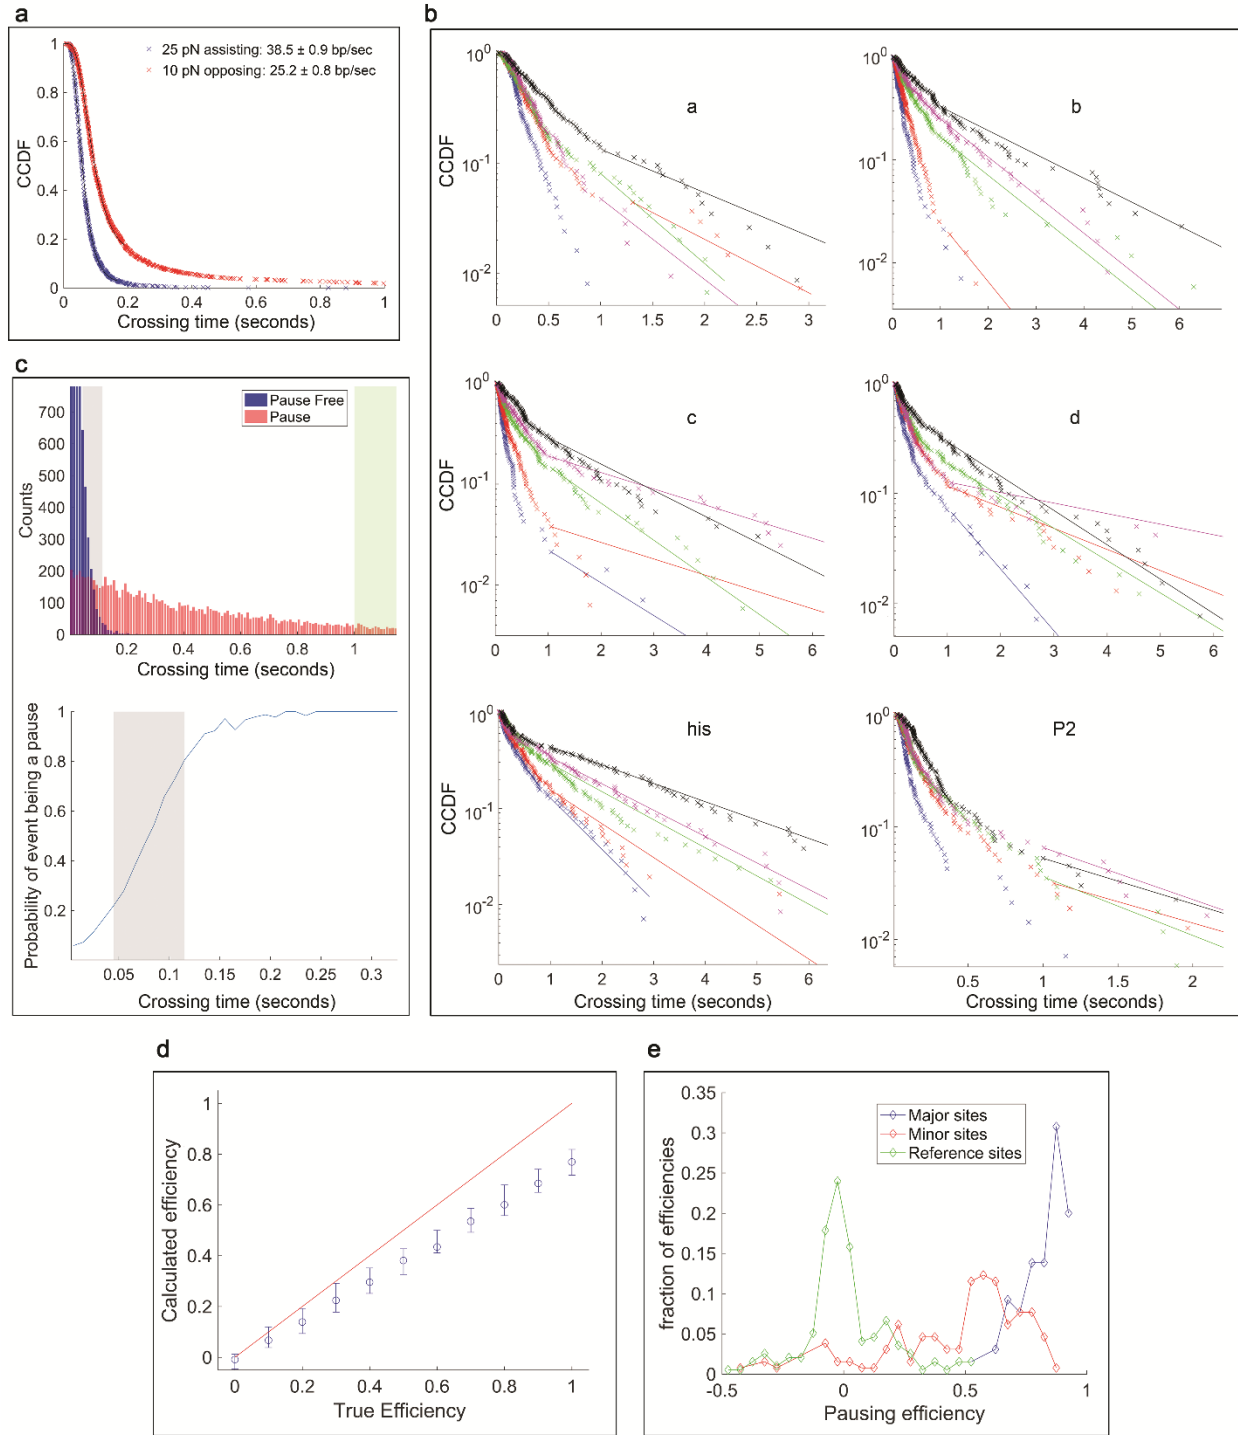 a
CCDF
1
0.8
0.6
0.4
0.2
0
× 25 pN assisting: 38.5 ± 0.9 bp/sec
× 10 pN opposing: 25.2 ± 0.8 bp/sec
0 0.2 0.4 0.6 0.8 1
Crossing time (seconds)
b
a
CCDF
10⁰
10⁻¹
10⁻²
0 0.5 1 1.5 2 2.5 3
b
10⁰
10⁻¹
10⁻²
0 1 2 3 4 5 6
c
CCDF
10⁰
10⁻¹
10⁻²
0 1 2 3 4 5 6
d
10⁰
10⁻¹
10⁻²
0 1 2 3 4 5 6
his
CCDF
10⁰
10⁻¹
10⁻²
0 1 2 3 4 5 6
Crossing time (seconds)
P2
10⁰
10⁻¹
10⁻²
0.5 1 1.5 2
Crossing time (seconds)
c
Pause Free
Pause
Counts
700
600
500
400
300
200
100
0
0.2 0.4 0.6 0.8 1
Crossing time (seconds)
Probability of event being a pause
1
0.8
0.6
0.4
0.2
0.05 0.1 0.15 0.2 0.25 0.3
Crossing time (seconds)
d
Calculated efficiency
1
0.8
0.6
0.4
0.2
0
0 0.2 0.4 0.6 0.8 1
True Efficiency
e
fraction of efficiencies
0.35
0.3
0.25
0.2
0.15
0.1
0.05
0
Major sites
Minor sites
Reference sites
-0.5 0 0.5 1
Pausing efficiency